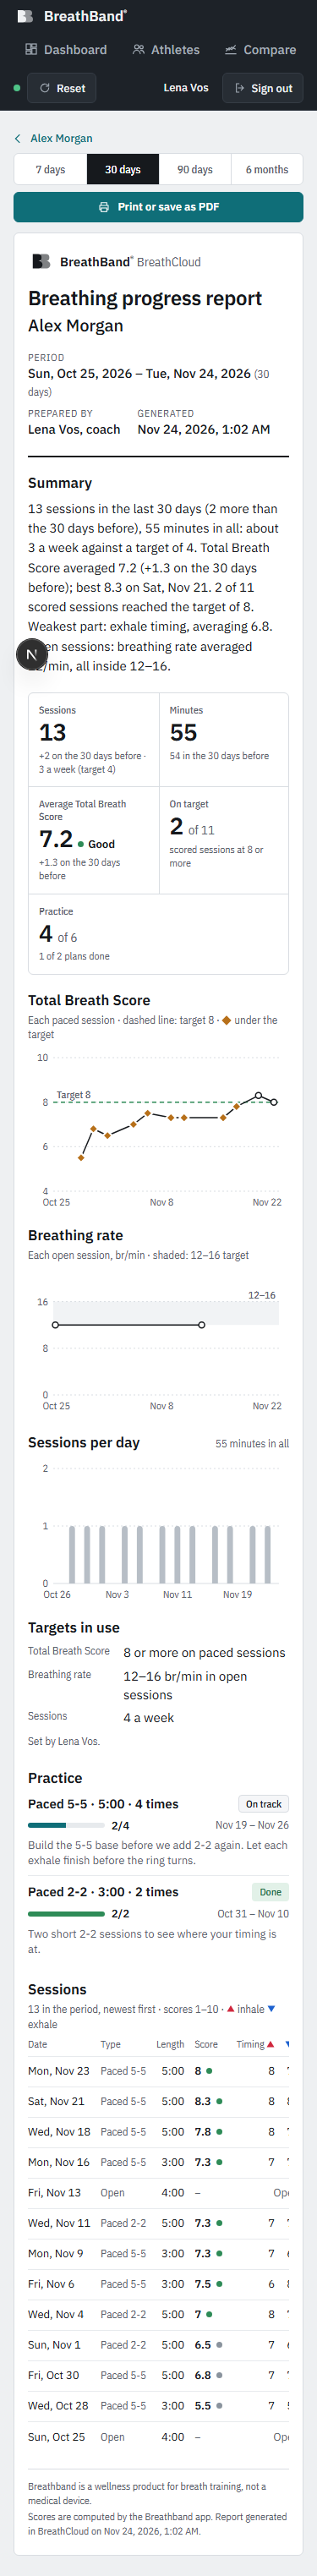 BreathBand®
Dashboard
Athletes
Compare
Reset
Lena Vos
Sign out
Alex Morgan
7 days
30 days
90 days
6 months
Print or save as PDF
BreathBand® BreathCloud
Breathing progress report
Alex Morgan
PERIOD
Sun, Oct 25, 2026 – Tue, Nov 24, 2026 (30
days)
PREPARED BY
GENERATED
Lena Vos, coach
Nov 24, 2026, 1:02 AM
Summary
13 sessions in the last 30 days (2 more than
the 30 days before), 55 minutes in all: about
3 a week against a target of 4. Total Breath
Score averaged 7.2 (+1.3 on the 30 days
before); best 8.3 on Sat, Nov 21. 2 of 11
scored sessions reached the target of 8.
Weakest part: exhale timing, averaging 6.8.
en sessions: breathing rate averaged
/min, all inside 12–16.
N
Sessions
13
+2 on the 30 days before ·
3 a week (target 4)
Minutes
55
54 in the 30 days before
Average Total Breath
Score
7.2 Good
+1.3 on the 30 days
before
On target
2 of 11
scored sessions at 8 or
more
Practice
4 of 6
1 of 2 plans done
Total Breath Score
Each paced session · dashed line: target 8 · ◆ under the
target
10
Target 8
8
6
4
Oct 25
Nov 8
Nov 22
Breathing rate
Each open session, br/min · shaded: 12–16 target
12–16
16
8
0
Oct 25
Nov 8
Nov 22
Sessions per day
55 minutes in all
2
1
0
Oct 26
Nov 3
Nov 11
Nov 19
Targets in use
Total Breath Score 8 or more on paced sessions
Breathing rate 12–16 br/min in open
sessions
Sessions 4 a week
Set by Lena Vos.
Practice
Paced 5-5 · 5:00 · 4 times On track
2/4 Nov 19 – Nov 26
Build the 5-5 base before we add 2-2 again. Let each
exhale finish before the ring turns.
Paced 2-2 · 3:00 · 2 times Done
2/2 Oct 31 – Nov 10
Two short 2-2 sessions to see where your timing is
at.
Sessions
13 in the period, newest first · scores 1–10 · ▲ inhale ▼
exhale
Date Type Length Score Timing ▲
Mon, Nov 23 Paced 5-5 5:00 8 8
Sat, Nov 21 Paced 5-5 5:00 8.3 8
Wed, Nov 18 Paced 5-5 5:00 7.8 8
Mon, Nov 16 Paced 5-5 3:00 7.3 7
Fri, Nov 13 Open 4:00 –
Wed, Nov 11 Paced 2-2 5:00 7.3 7
Mon, Nov 9 Paced 5-5 3:00 7.3 7
Fri, Nov 6 Paced 5-5 3:00 7.5 6
Wed, Nov 4 Paced 2-2 5:00 7 8
Sun, Nov 1 Paced 2-2 5:00 6.5 7
Fri, Oct 30 Paced 5-5 5:00 6.8 7
Wed, Oct 28 Paced 5-5 3:00 5.5 7
Sun, Oct 25 Open 4:00 –
Breathband is a wellness product for breath training, not a
medical device.
Scores are computed by the Breathband app. Report generated
in BreathCloud on Nov 24, 2026, 1:02 AM.